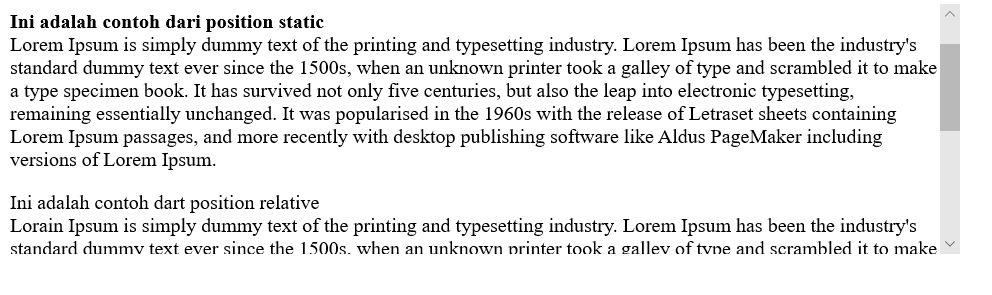 Ini adalah contoh dari position static
Lorem Ipsum is simply dummy text of the printing and typesetting industry. Lorem Ipsum has been the industry's
standard dummy text ever since the 1500s, when an unknown printer took a galley of type and scrambled it to make
a type specimen book. It has survived not only five centuries, but also the leap into electronic typesetting,
remaining essentially unchanged. It was popularised in the 1960s with the release of Letraset sheets containing
Lorem Ipsum passages, and more recently with desktop publishing software like Aldus PageMaker including
versions of Lorem Ipsum.
Ini adalah contoh dart position relative
Lorain Ipsum is simply dummy text of the printing and typesetting industry. Lorem Ipsum has been the industry's
standard dummy text ever since the 1500s, when an unknown printer took a galley of type and scrambled it to make